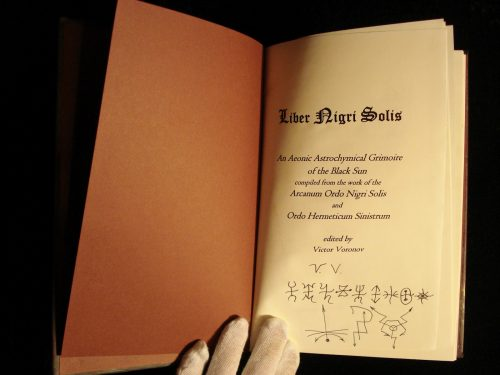 Liber Nigri Solis
An Aeonic Astrochymical Grimoire
of the Black Sun
compiled from the work of the
Arcanum Ordo Nigri Solis
and
Ordo Hermeticum Sinistrum
edited by
Victor Voronov
V. V.